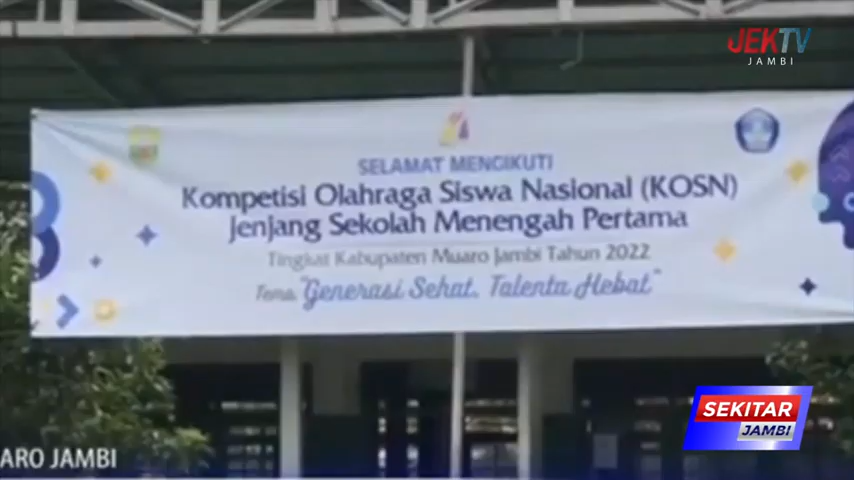 JEKTV
JAMBI
SELAMAT MENGIKUTI
Kompetisi Olahraga Siswa Nasional (KOSN)
Jenjang Sekolah Menengah Pertama
Tingkat Kabupaten Muaro Jambi Tahun 2022
Tema "Generasi Sehat, Talenta Hebat"
SEKITAR
JAMBI
ARO JAMBI